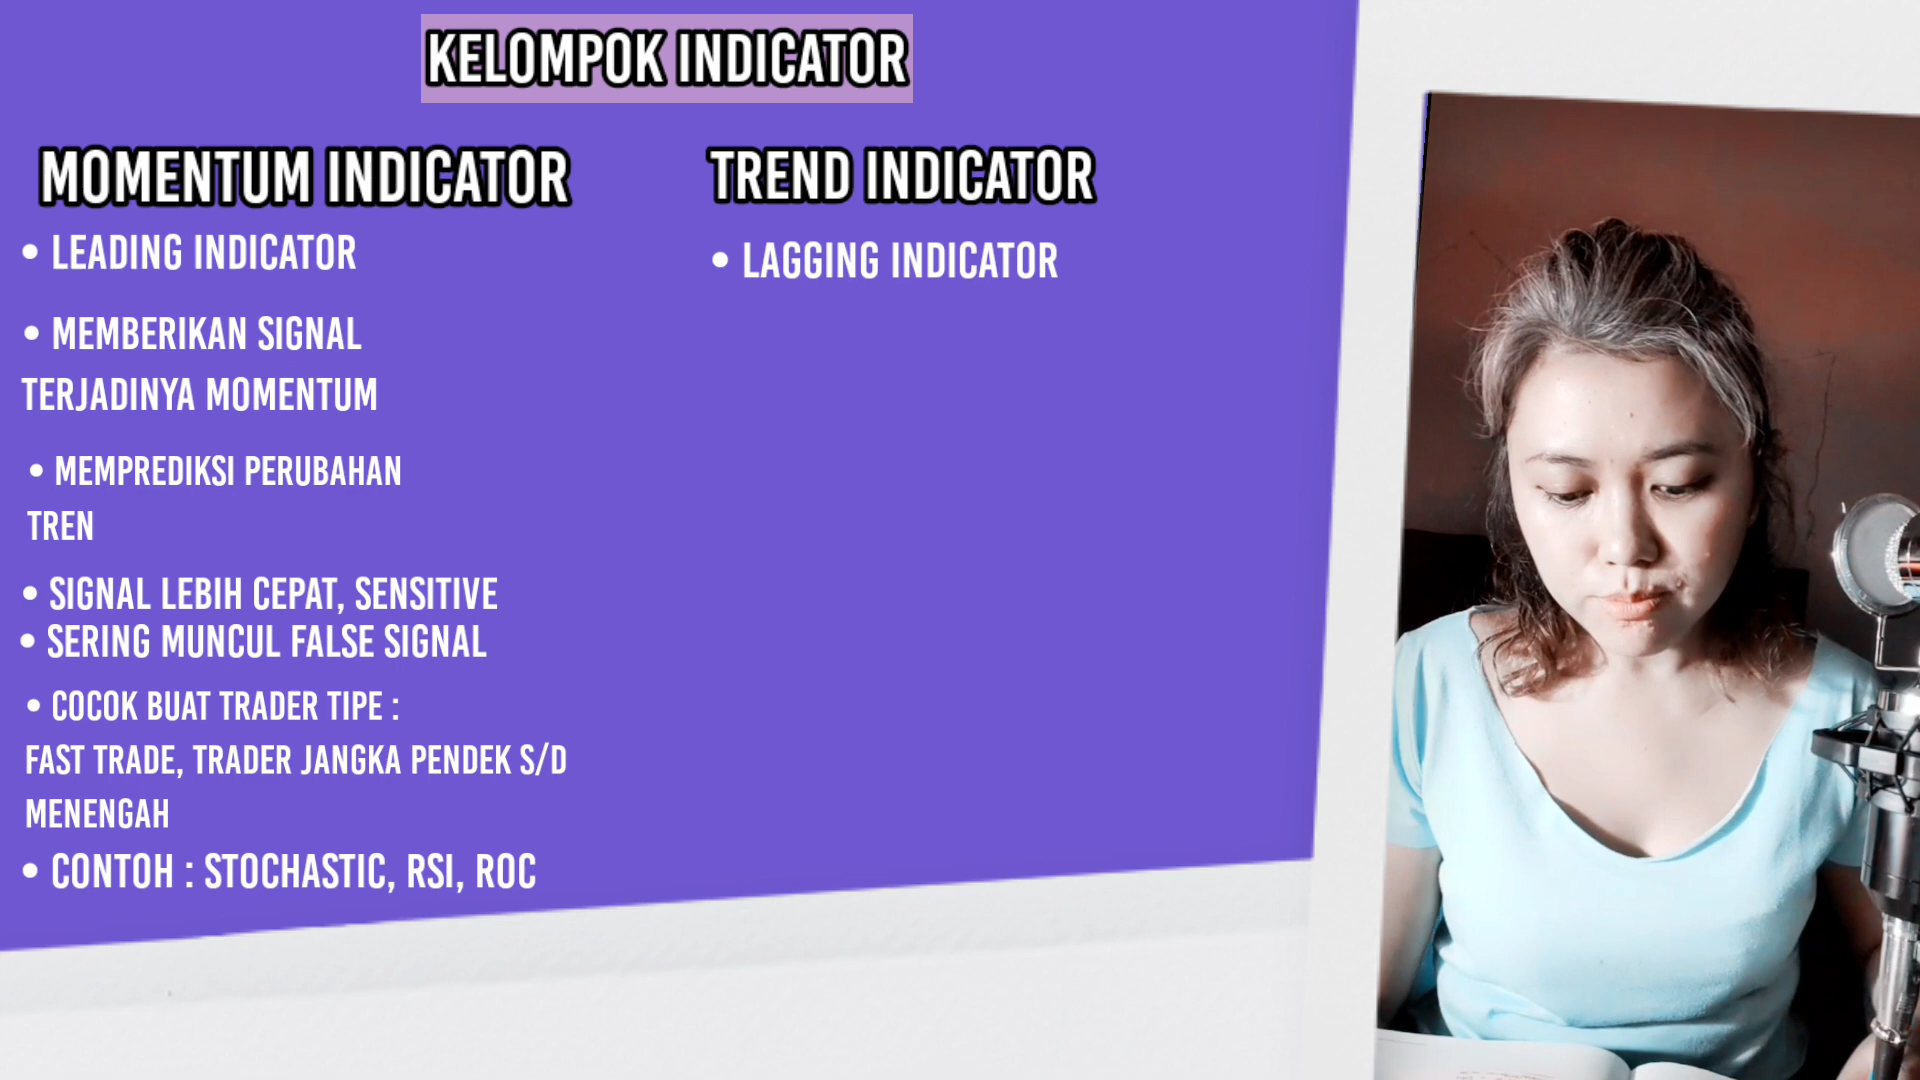 KELOMPOK INDICATOR
MOMENTUM INDICATOR
• LEADING INDICATOR
• MEMBERIKAN SIGNAL
TERJADINYA MOMENTUM
• MEMPREDIKSI PERUBAHAN
TREN
• SIGNAL LEBIH CEPAT, SENSITIVE
• SERING MUNCUL FALSE SIGNAL
• COCOK BUAT TRADER TIPE :
FAST TRADE, TRADER JANGKA PENDEK S/D
MENENGAH
• CONTOH : STOCHASTIC, RSI, ROC
TREND INDICATOR
• LAGGING INDICATOR